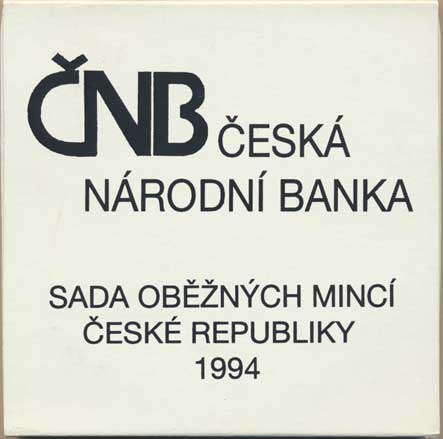 ČNB ČESKÁ
NÁRODNÍ BANKA
SADA OBĚŽNÝCH MINCÍ
ČESKÉ REPUBLIKY
1994